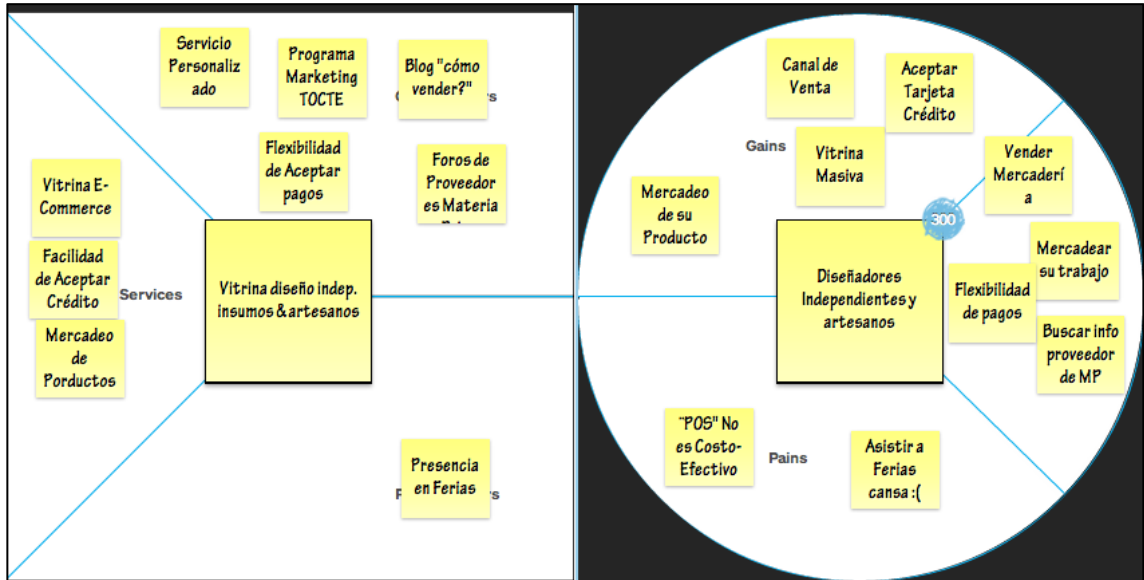 Servicio
Personaliz
ado
Programa
Marketing
TOCTE
Blog "cómo
vender?"
Flexibilidad
de Aceptar
pagos
Foros de
Proveedor
es Materia
Vitrina E-
Commerce
Facilidad
de Aceptar
Crédito
Services
Mercadeo
de
Porductos
Vitrina diseño indep.
insumos & artesanos
Presencia
en Ferias
Canal de
Venta
Aceptar
Tarjeta
Crédito
Gains
Vitrina
Masiva
Vender
Mercaderí
a
Mercadeo
de su
Producto
300
Mercadear
su trabajo
Diseñadores
Independientes y
artesanos
Flexibilidad
de pagos
Buscar info
proveedor
de MP
"POS" No
es Costo-
Efectivo
Pains
Asistir a
Ferias
cansa :(